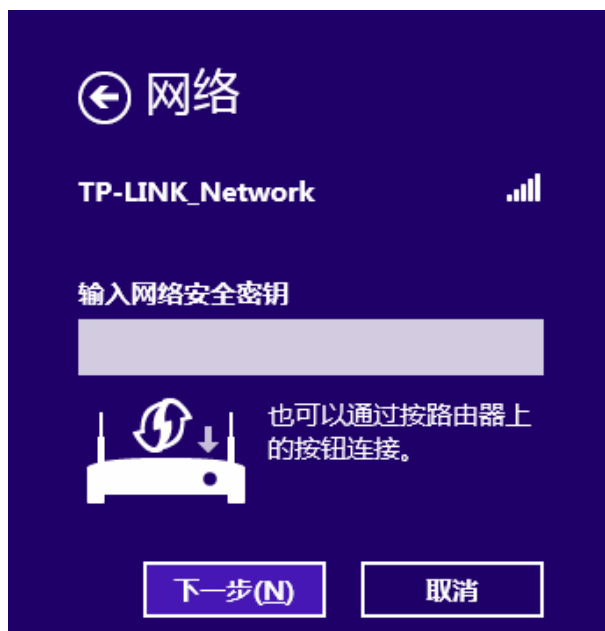 网络
TP-LINK_Network
输入网络安全密钥
也可以通过按路由器上
的按钮连接。
下一步(N)
取消